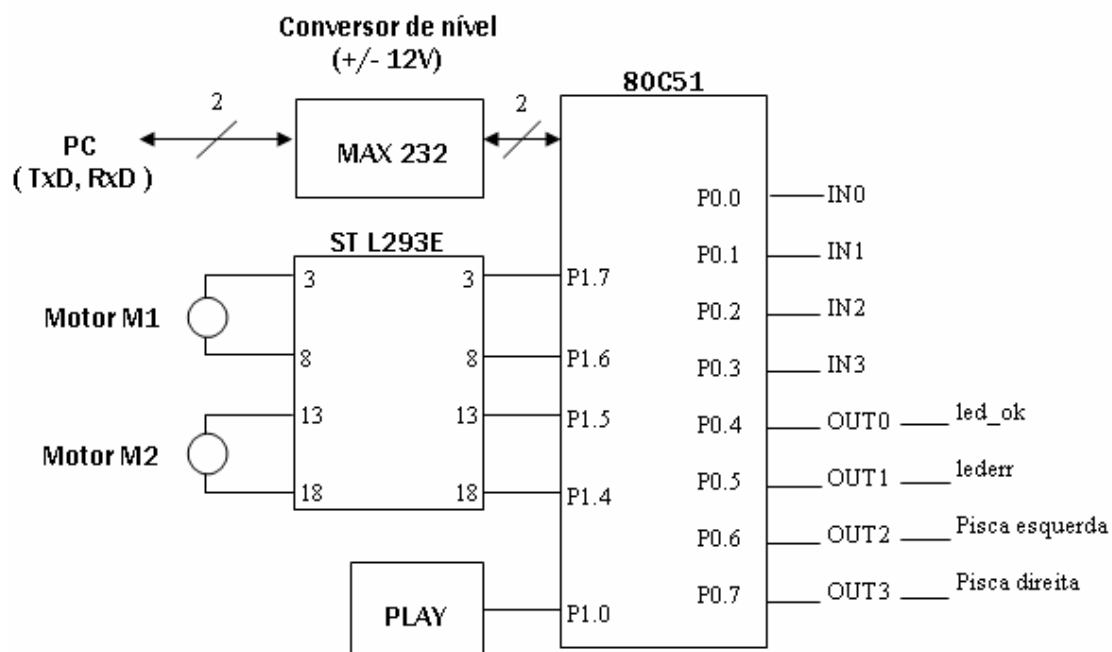 Conversor de nível
(+/- 12V)
80C51
2
2
PC
( TxD, RxD )
MAX 232
P0.0
IN0
ST L293E
P0.1
IN1
3
3
P1.7
Motor M1
P0.2
IN2
8
8
P1.6
P0.3
IN3
13
13
P1.5
P0.4
OUT0
led_ok
Motor M2
18
18
P1.4
P0.5
OUT1
lederr
P0.6
OUT2
Pisca esquerda
PLAY
P1.0
P0.7
OUT3
Pisca direita